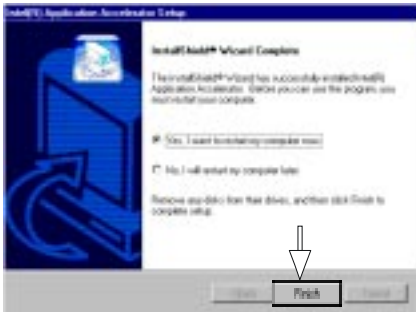 Intel(R) Application Accelerator Setup
InstallShield® Wizard Complete
The InstallShield® Wizard has successfully installed Intel(R)
Application Accelerator. Before you can use the program, you
must restart your computer.
Yes, I want to restart my computer now.
No, I will restart my computer later.
Remove any disks from their drives, and then click Finish to
complete setup.
Finish